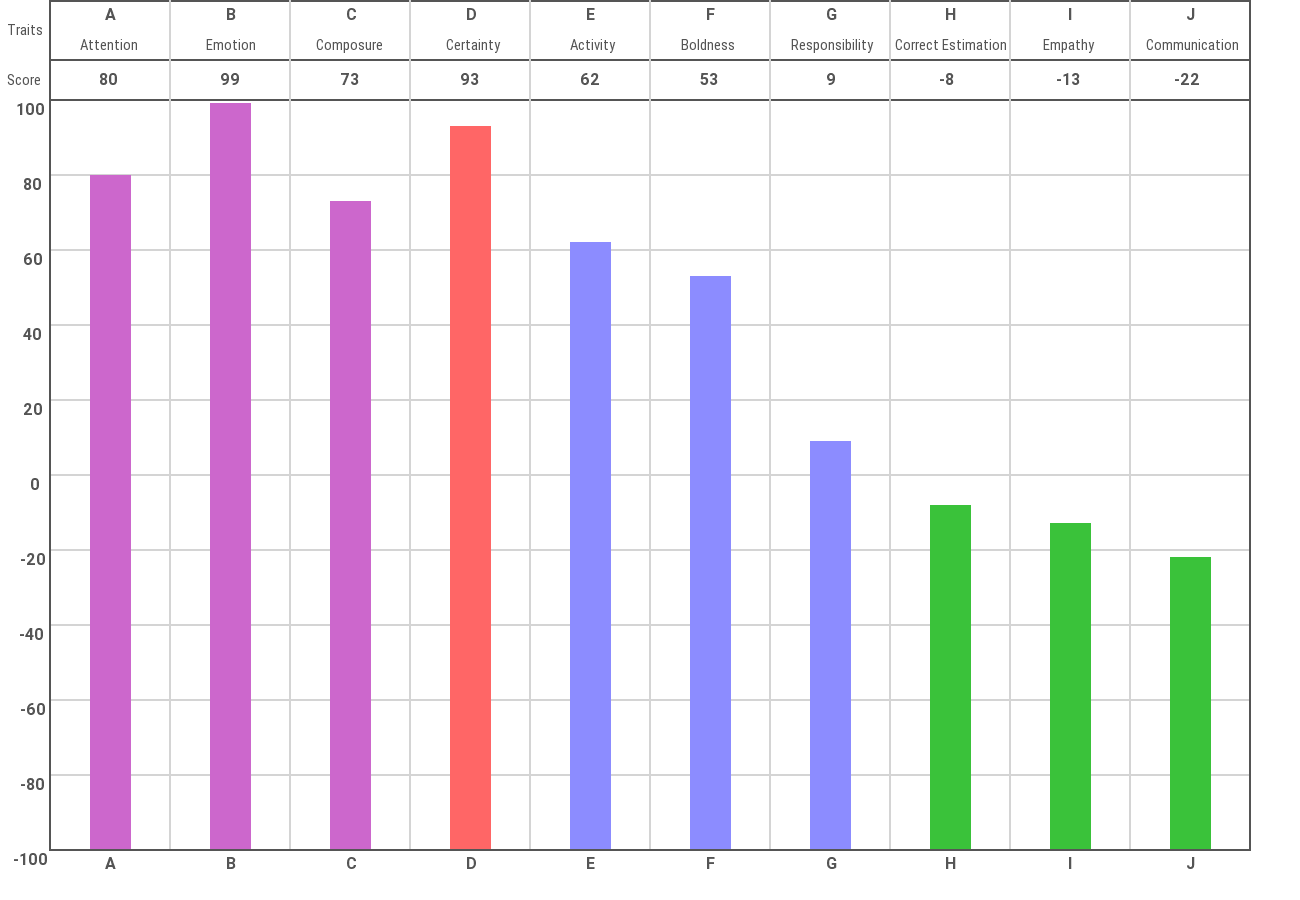 Traits A B C D E F G H I J
Attention Emotion Composure Certainty Activity Boldness Responsibility Correct Estimation Empathy Communication
Score 80 99 73 93 62 53 9 -8 -13 -22
100
80
60
40
20
0
-20
-40
-60
-80
-100
A B C D E F G H I J